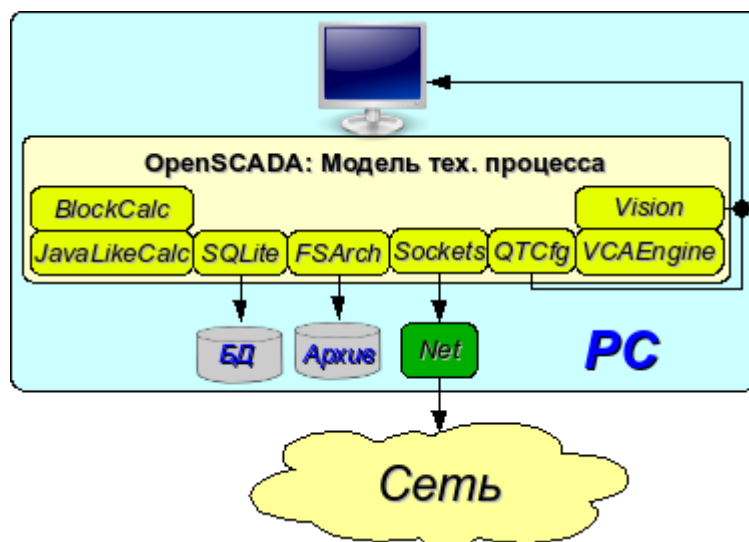 OpenSCADA: Модель тех. процесса
BlockCalc
Vision
JavaLikeCalc
SQLite
FSArch
Sockets
QTCfg
VCAEngine
БД
Архив
Net
PC
Сеть